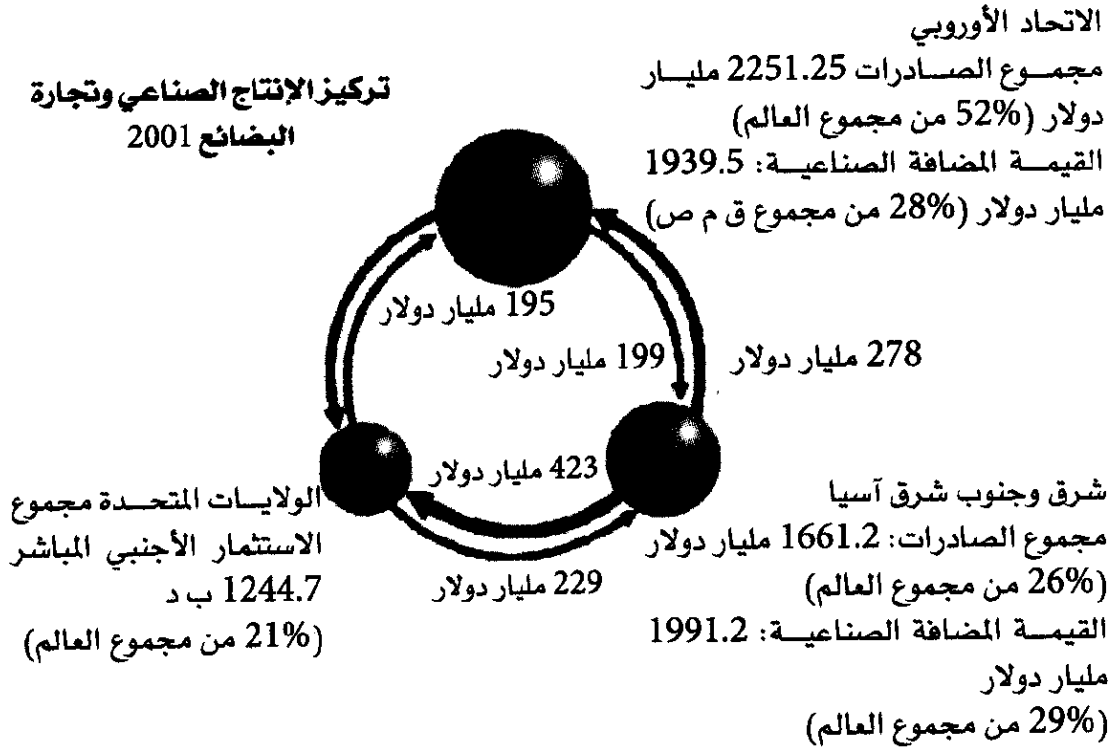 تركيز الإنتاج الصناعي وتجارة
البضائع 2001
الاتحاد الأوروبي
مجموع الصادرات 2251.25 مليار
دولار (52% من مجموع العالم)
القيمة المضافة الصناعية: 1939.5
مليار دولار (28% من مجموع ق م ص)
195 مليار دولار
199 مليار دولار
278 مليار دولار
423 مليار دولار
229 مليار دولار
الولايات المتحدة مجموع
الاستثمار الأجنبي المباشر
1244.7 ب د
(21% من مجموع العالم)
شرق وجنوب شرق آسيا
مجموع الصادرات: 1661.2 مليار دولار
(26% من مجموع العالم)
القيمة المضافة الصناعية: 1991.2
مليار دولار
(29% من مجموع العالم)